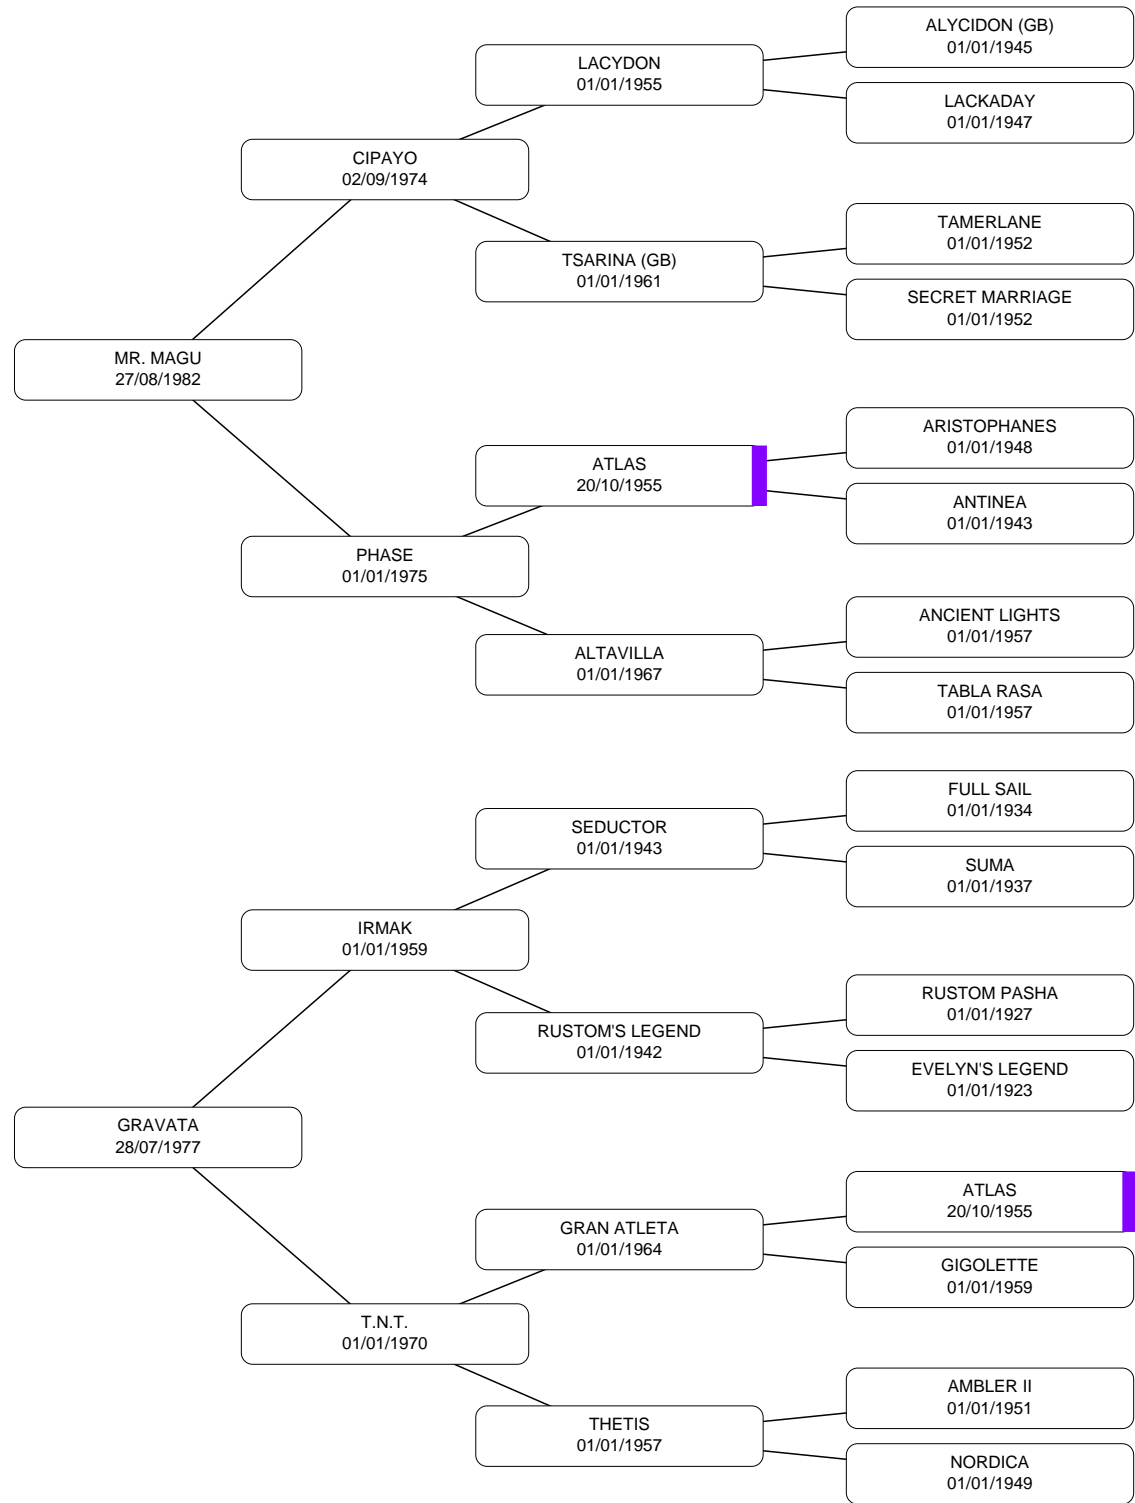 ALYCIDON (GB)
01/01/1945
LACYDON
01/01/1955
LACKADAY
01/01/1947
CIPAYO
02/09/1974
TAMERLANE
01/01/1952
TSARINA (GB)
01/01/1961
SECRET MARRIAGE
01/01/1952
MR. MAGU
27/08/1982
ARISTOPHANES
01/01/1948
ATLAS
20/10/1955
ANTINEA
01/01/1943
PHASE
01/01/1975
ANCIENT LIGHTS
01/01/1957
ALTAVILLA
01/01/1967
TABLA RASA
01/01/1957
FULL SAIL
01/01/1934
SEDUCTOR
01/01/1943
SUMA
01/01/1937
IRMAK
01/01/1959
RUSTOM PASHA
01/01/1927
RUSTOM'S LEGEND
01/01/1942
EVELYN'S LEGEND
01/01/1923
GRAVATA
28/07/1977
ATLAS
20/10/1955
GRAN ATLETA
01/01/1964
GIGOLETTE
01/01/1959
T.N.T.
01/01/1970
AMBLER II
01/01/1951
THETIS
01/01/1957
NORDICA
01/01/1949